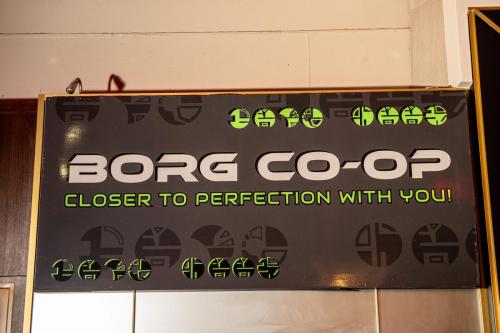 BORG CO-OP
CLOSER TO PERFECTION WITH YOU!